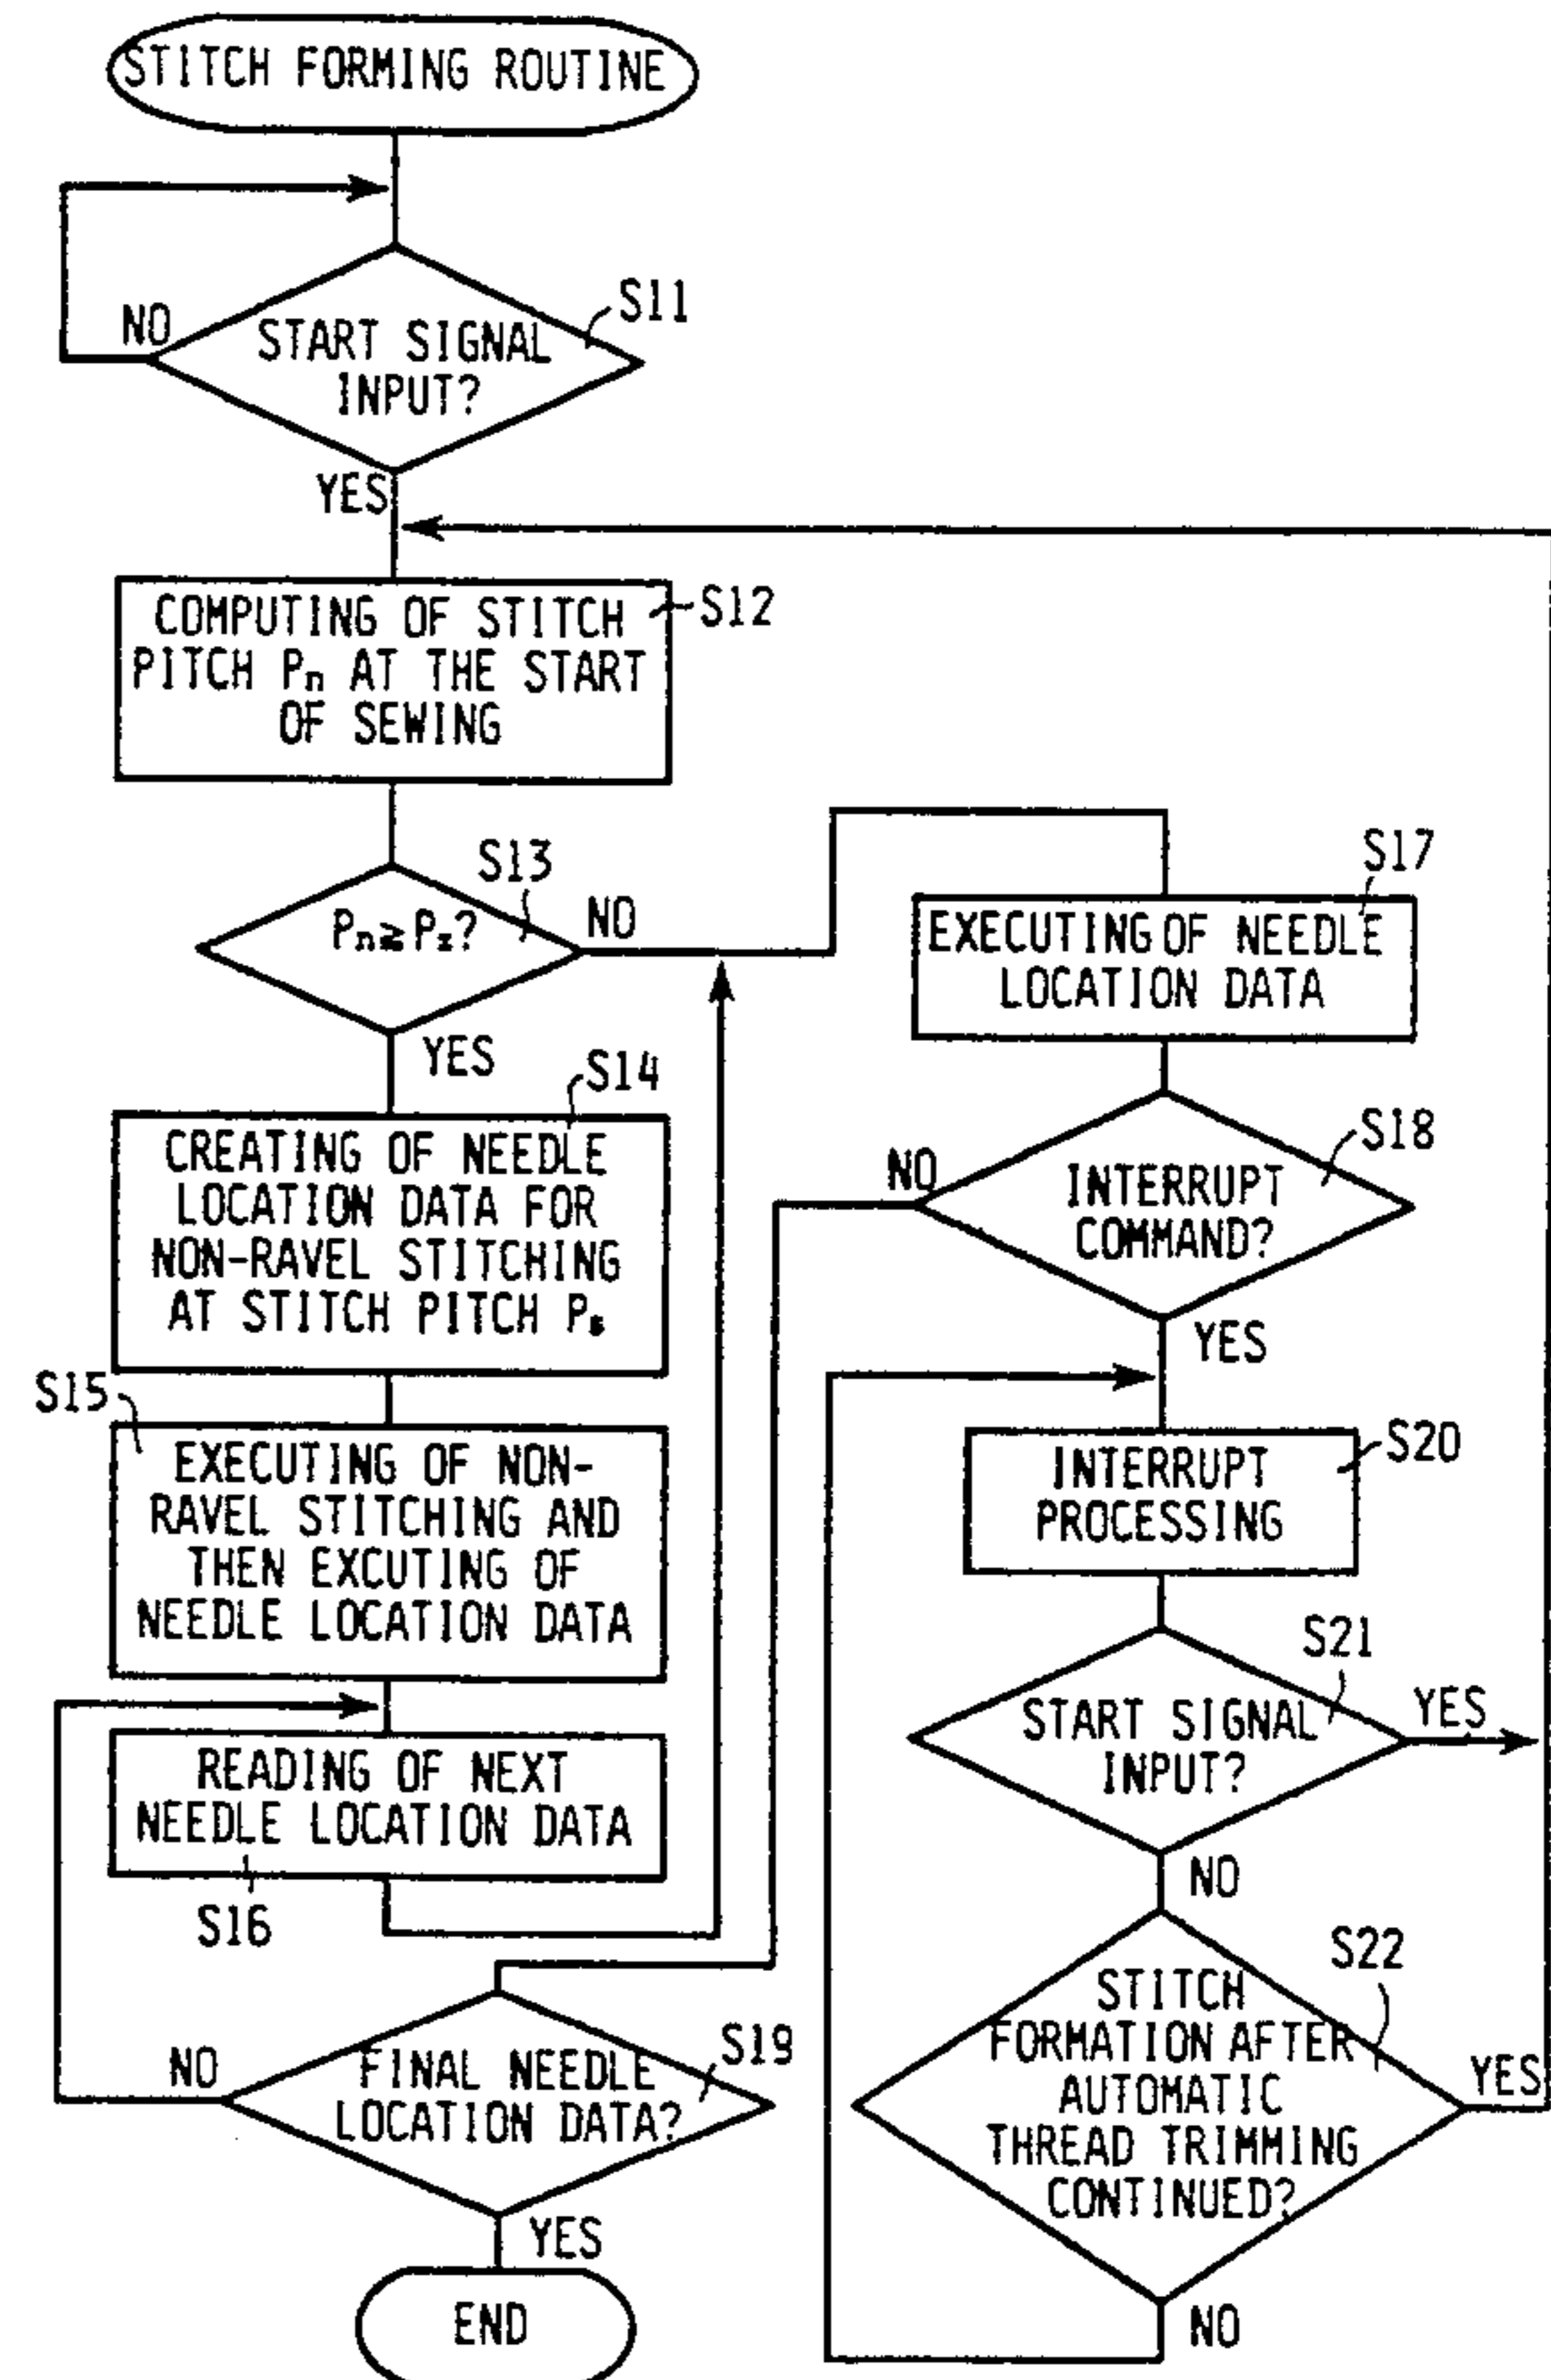 STITCH FORMING ROUTINE
S11
NO
START SIGNAL
INPUT?
YES
S12
COMPUTING OF STITCH
PITCH Pn AT THE START
OF SEWING
S13
Pn≥Pz?
NO
YES
S14
CREATING OF NEEDLE
LOCATION DATA FOR
NON-RAVEL STITCHING
AT STITCH PITCH Ps
S15
EXECUTING OF NON-
RAVEL STITCHING AND
THEN EXCUTING OF
NEEDLE LOCATION DATA
READING OF NEXT
NEEDLE LOCATION DATA
S16
S17
EXECUTING OF NEEDLE
LOCATION DATA
S18
NO
INTERRUPT
COMMAND?
YES
S19
NO
FINAL NEEDLE
LOCATION DATA?
YES
END
S20
INTERRUPT
PROCESSING
S21
START SIGNAL
INPUT?
YES
NO
S22
STITCH
FORMATION AFTER
AUTOMATIC
THREAD TRIMMING
CONTINUED?
YES
NO